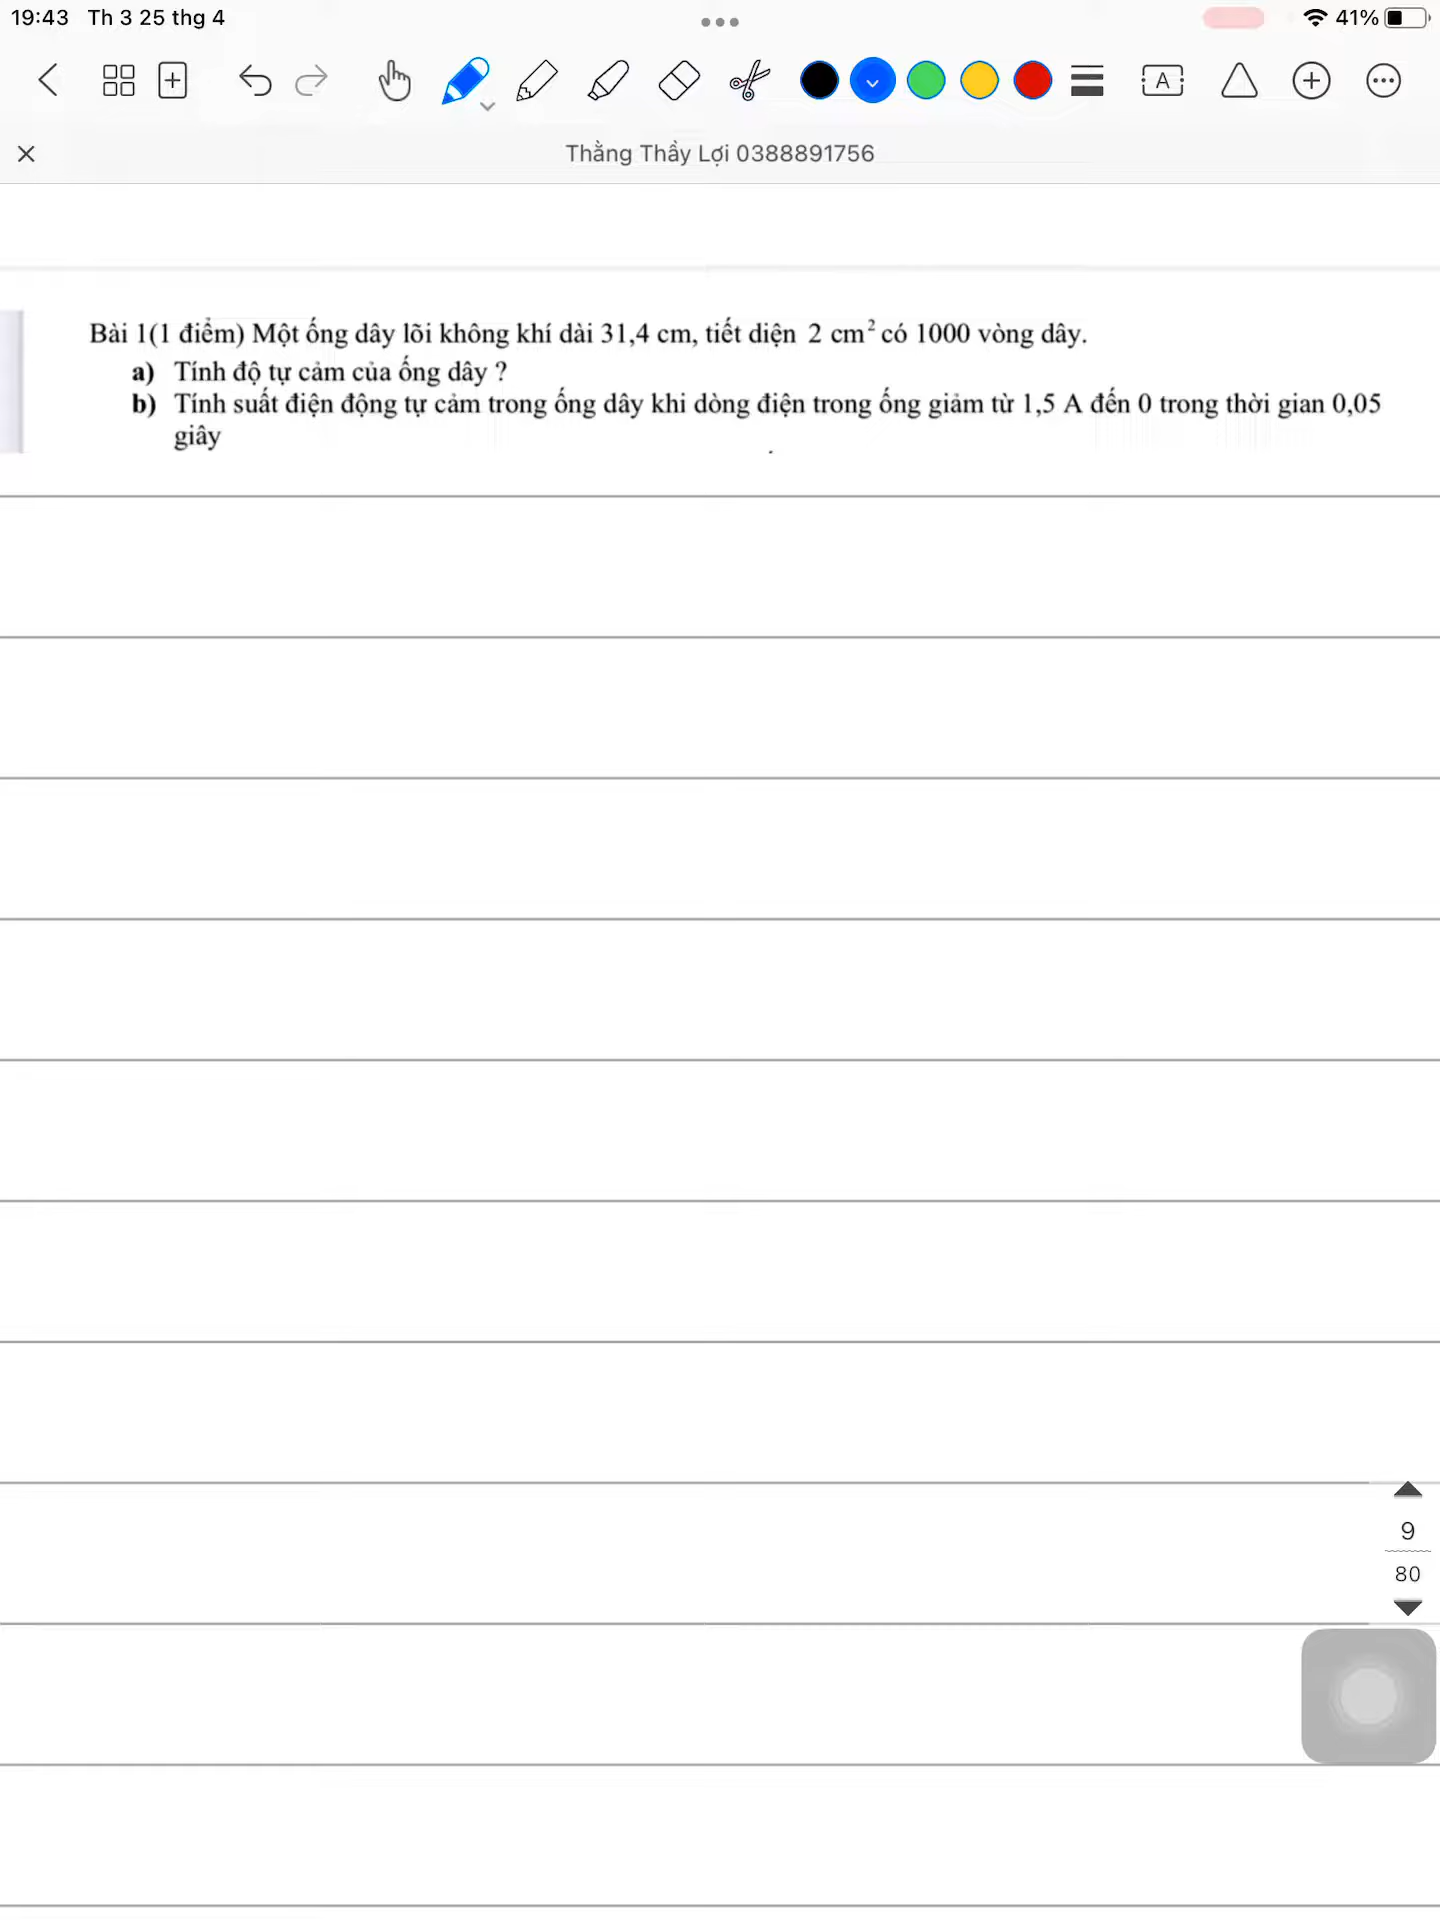 19:43 Th 3 25 thg 4
41%
A
Thằng Thầy Lợi 0388891756
Bài 1(1 điểm) Một ống dây lõi không khí dài 31,4 cm, tiết diện 2 cm² có 1000 vòng dây.
a) Tính độ tự cảm của ống dây ?
b) Tính suất điện động tự cảm trong ống dây khi dòng điện trong ống giảm từ 1,5 A đến 0 trong thời gian 0,05
giây
9
80